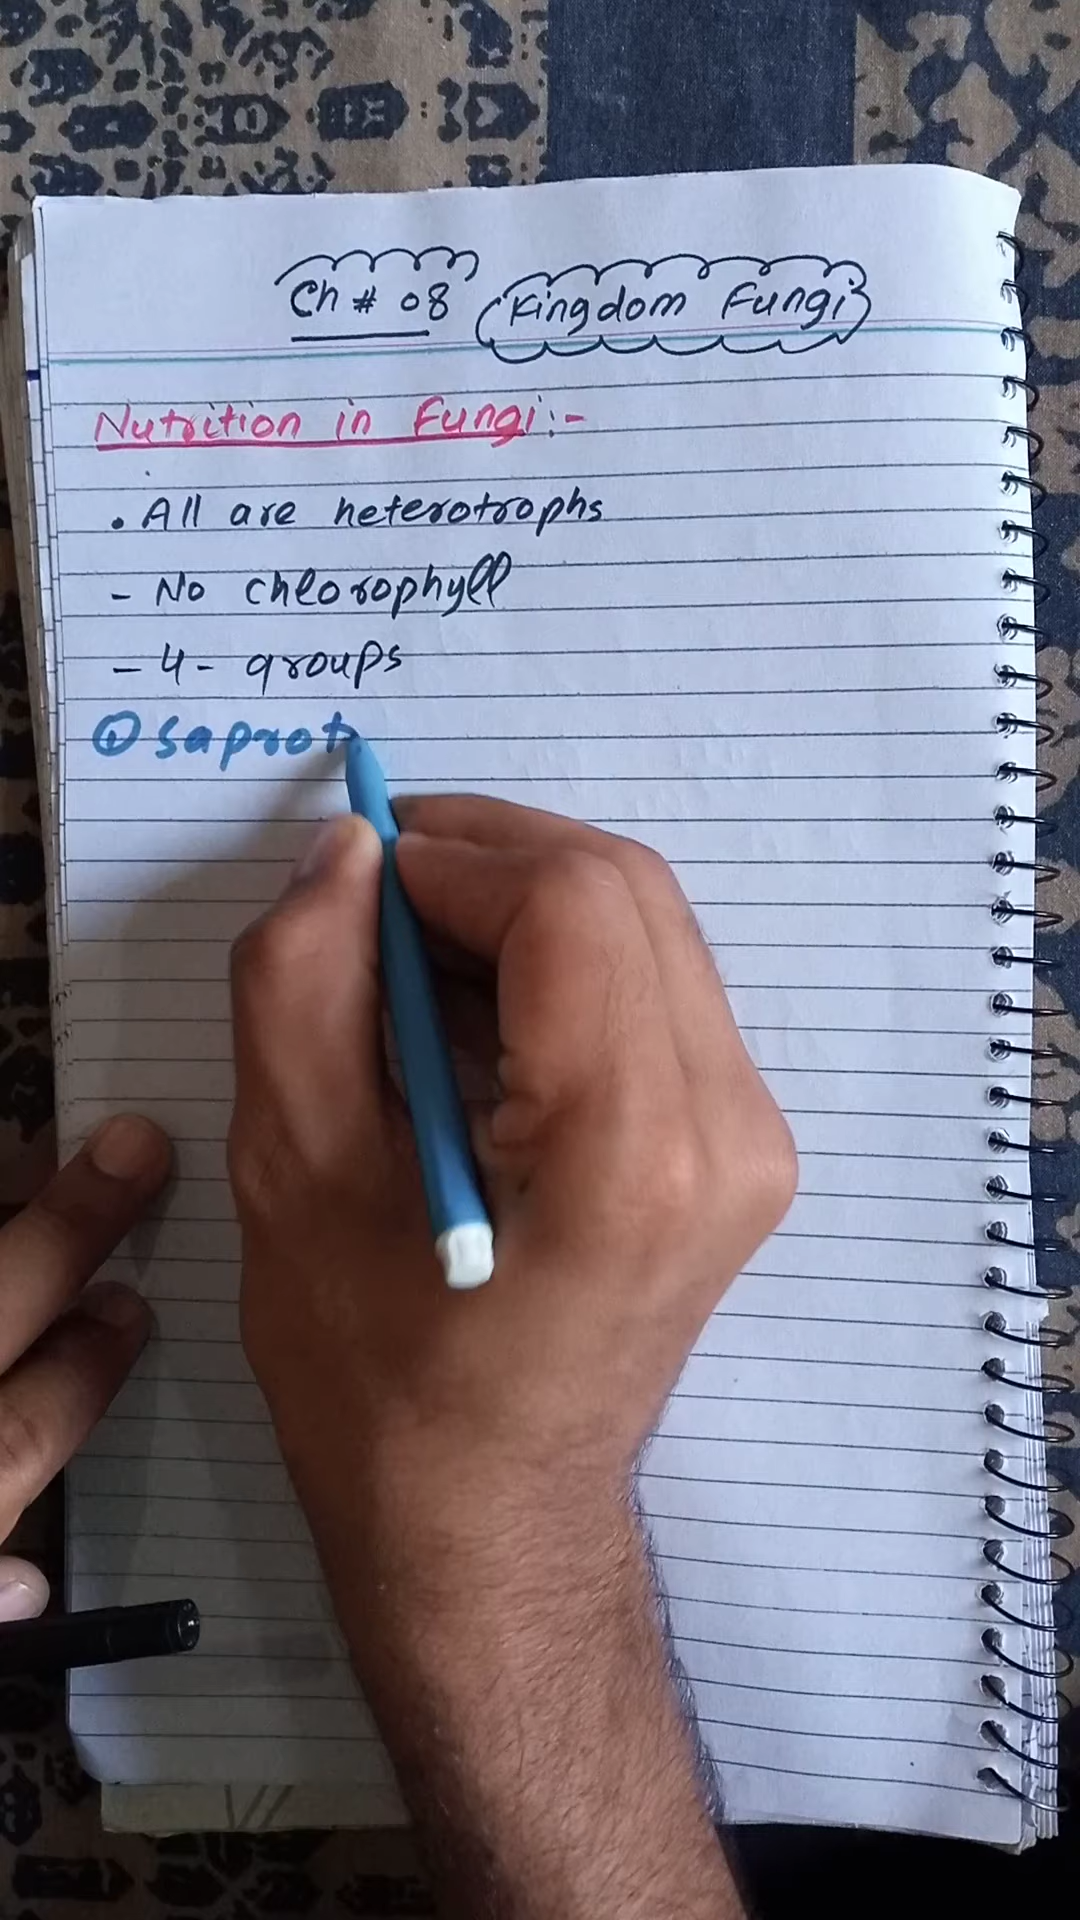 Ch # 08 Kingdom Fungi
Nutrition in Fungi:-
. All are heterotrophs
- No chlorophyll
- 4- groups
① saprot